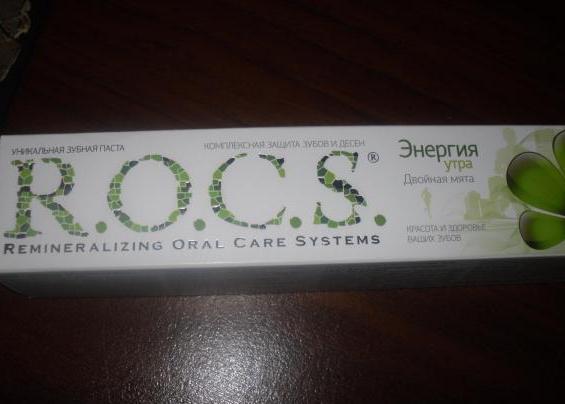 УНИКАЛЬНАЯ ЗУБНАЯ ПАСТА
КОМПЛЕКСНАЯ ЗАЩИТА ЗУБОВ И ДЕСЕН
R.O.C.S.®
REMINERALIZING ORAL CARE SYSTEMS
Энергия
утра
Двойная мята
КРАСОТА И ЗДОРОВЬЕ
ВАШИХ ЗУБОВ